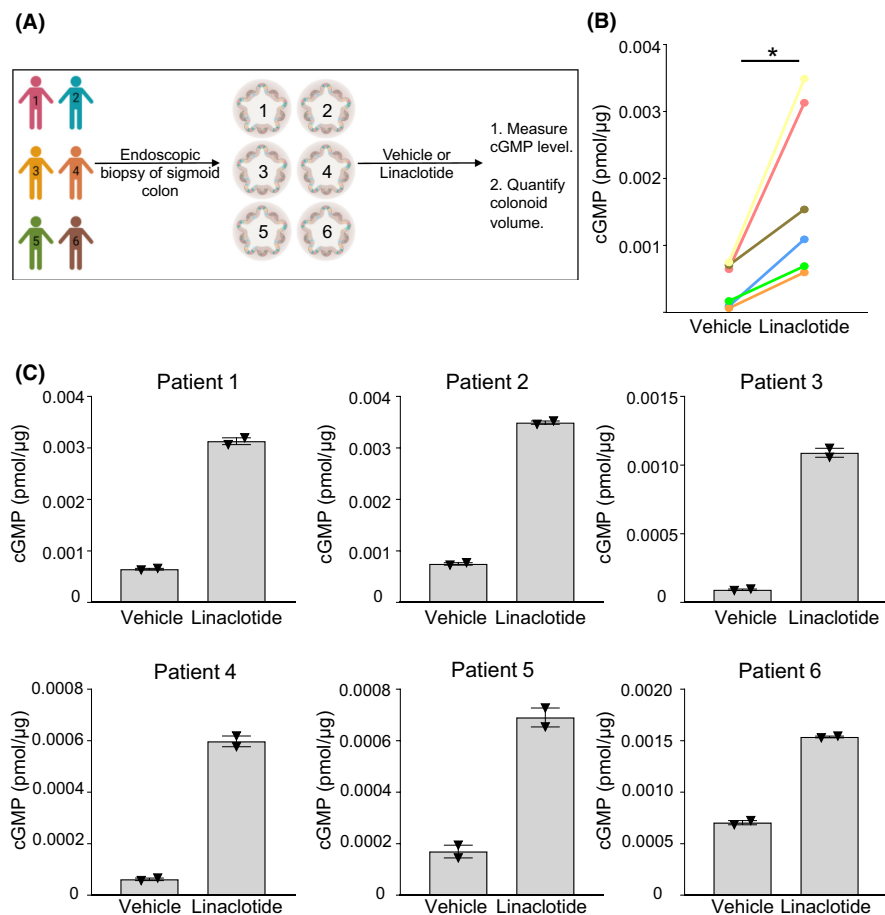 (A)
1 2
3 4
5 6
Endoscopic
biopsy of sigmoid
colon
1 2
3 4
5 6
Vehicle or
Linaclotide
1. Measure
cGMP level.
2. Quantify
colonoid
volume.
(B)
*
cGMP (pmol/µg)
0.004
0.003
0.002
0.001
Vehicle Linaclotide
(C)
Patient 1
cGMP (pmol/µg)
0.004
0.003
0.002
0.001
0
Vehicle Linaclotide
Patient 2
cGMP (pmol/µg)
0.004
0.003
0.002
0.001
0
Vehicle Linaclotide
Patient 3
cGMP (pmol/µg)
0.0015
0.0010
0.0005
0
Vehicle Linaclotide
Patient 4
cGMP (pmol/µg)
0.0008
0.0006
0.0004
0.0002
0
Vehicle Linaclotide
Patient 5
cGMP (pmol/µg)
0.0008
0.0006
0.0004
0.0002
0
Vehicle Linaclotide
Patient 6
cGMP (pmol/µg)
0.0020
0.0015
0.0010
0.0005
0
Vehicle Linaclotide